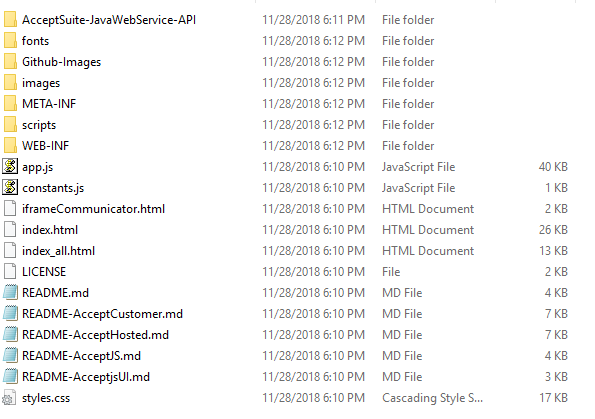 AcceptSuite-JavaWebService-API 11/28/2018 6:11 PM File folder
fonts 11/28/2018 6:12 PM File folder
Github-Images 11/28/2018 6:12 PM File folder
images 11/28/2018 6:12 PM File folder
META-INF 11/28/2018 6:12 PM File folder
scripts 11/28/2018 6:12 PM File folder
WEB-INF 11/28/2018 6:12 PM File folder
app.js 11/28/2018 6:10 PM JavaScript File 40 KB
constants.js 11/28/2018 6:10 PM JavaScript File 1 KB
iframeCommunicator.html 11/28/2018 6:10 PM HTML Document 2 KB
index.html 11/28/2018 6:10 PM HTML Document 26 KB
index_all.html 11/28/2018 6:10 PM HTML Document 13 KB
LICENSE 11/28/2018 6:10 PM File 2 KB
README.md 11/28/2018 6:10 PM MD File 4 KB
README-AcceptCustomer.md 11/28/2018 6:10 PM MD File 7 KB
README-AcceptHosted.md 11/28/2018 6:10 PM MD File 7 KB
README-AcceptJS.md 11/28/2018 6:10 PM MD File 4 KB
README-AcceptjsUI.md 11/28/2018 6:10 PM MD File 3 KB
styles.css 11/28/2018 6:10 PM Cascading Style S... 17 KB